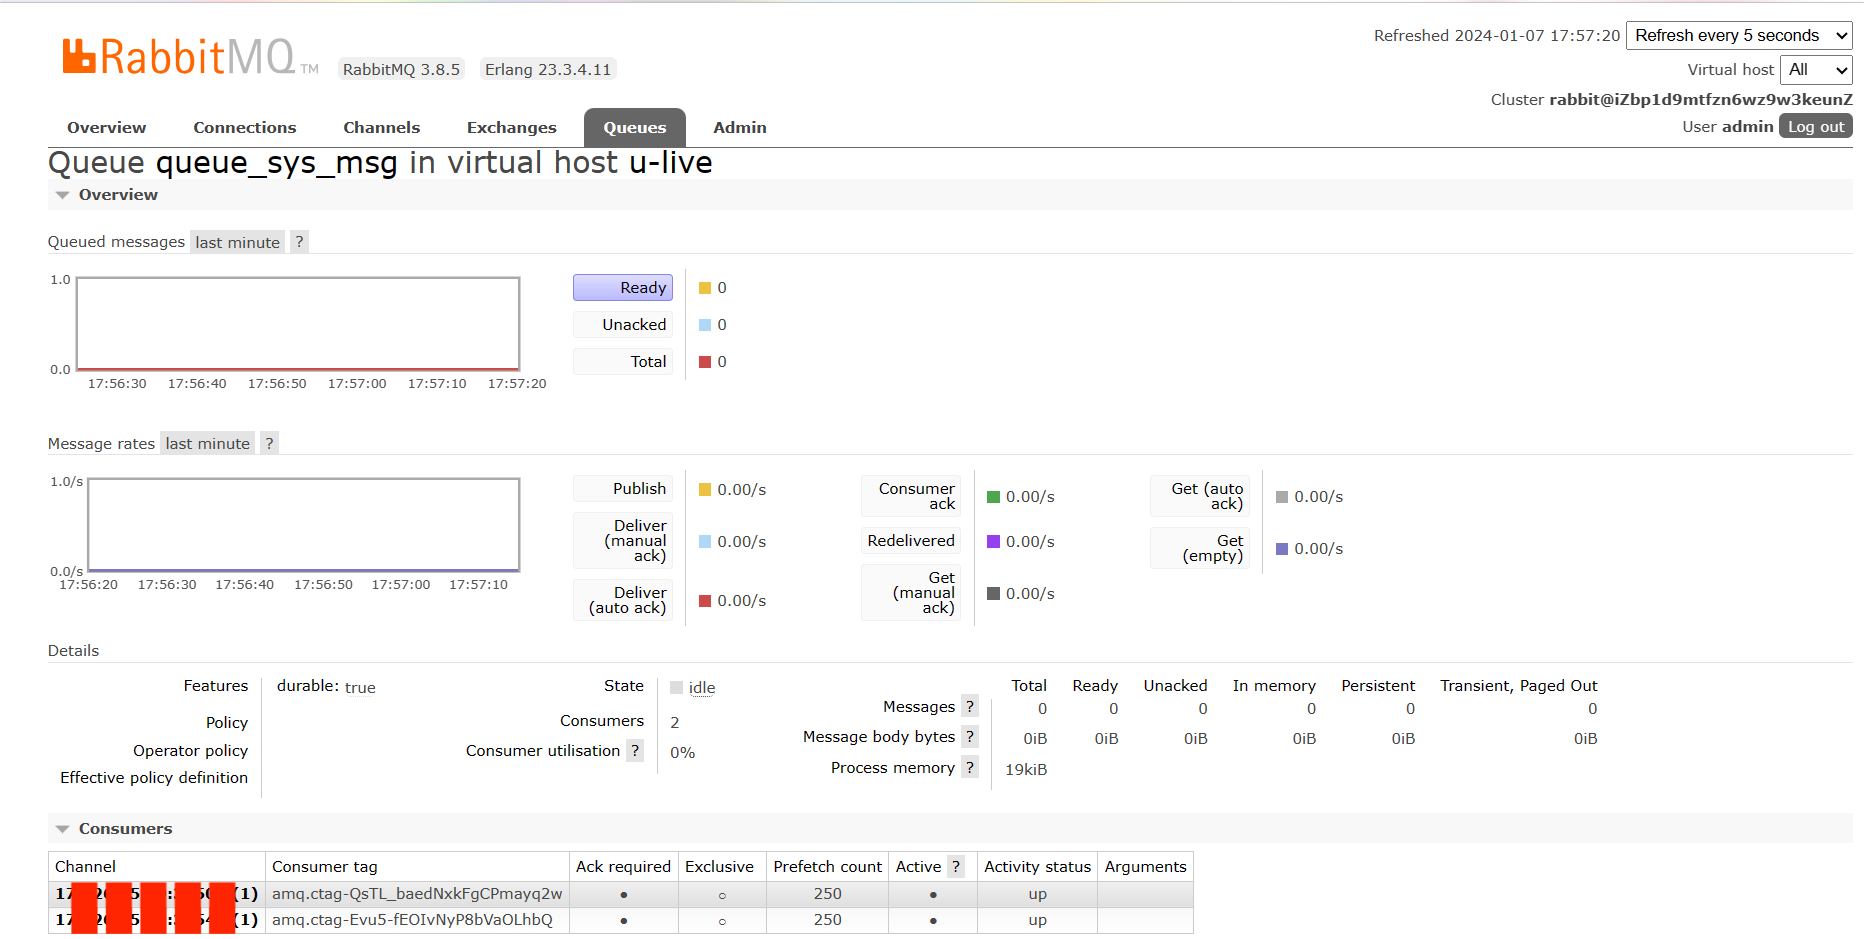 Refreshed 2024-01-07 17:57:20 Refresh every 5 seconds
RabbitMQ TM RabbitMQ 3.8.5 Erlang 23.3.4.11
Virtual host All
Cluster rabbit@iZbp1d9mtfzn6wz9w3keunZ
User admin Log out
Overview Connections Channels Exchanges Queues Admin
Queue queue_sys_msg in virtual host u-live
Overview
Queued messages last minute ?
1.0
0.0
17:56:30 17:56:40 17:56:50 17:57:00 17:57:10 17:57:20
Ready 0
Unacked 0
Total 0
Message rates last minute ?
1.0/s
0.0/s
17:56:20 17:56:30 17:56:40 17:56:50 17:57:00 17:57:10
Publish 0.00/s
Deliver
(manual 0.00/s
ack)
Deliver
(auto ack) 0.00/s
Consumer
ack 0.00/s
Redelivered 0.00/s
Get
(manual 0.00/s
ack)
Get (auto
ack) 0.00/s
Get
(empty) 0.00/s
Details
Features durable: true
Policy
Operator policy
Effective policy definition
State idle
Consumers 2
Consumer utilisation ? 0%
Total Ready Unacked In memory Persistent Transient, Paged Out
Messages ? 0 0 0 0 0 0
Message body bytes ? 0iB 0iB 0iB 0iB 0iB 0iB
Process memory ? 19kiB
Consumers
Channel Consumer tag Ack required Exclusive Prefetch count Active ? Activity status Arguments
(1) amq.ctag-QsTL_baedNxkFgCPmayq2w ● ○ 250 ● up
(1) amq.ctag-Evu5-fEOIvNyP8bVaOLhbQ ● ○ 250 ● up